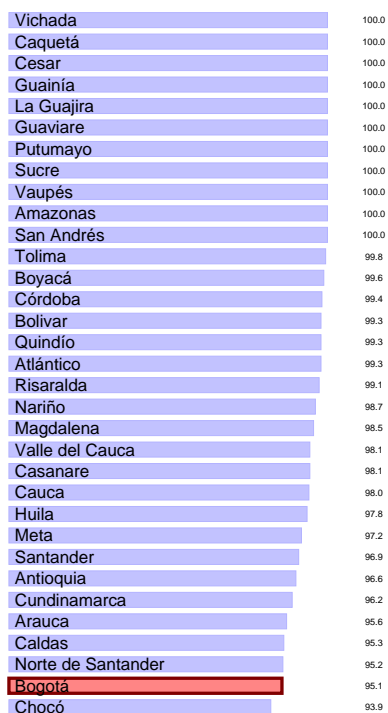 Vichada 100.0
Caquetá 100.0
Cesar 100.0
Guainía 100.0
La Guajira 100.0
Guaviare 100.0
Putumayo 100.0
Sucre 100.0
Vaupés 100.0
Amazonas 100.0
San Andrés 100.0
Tolima 99.8
Boyacá 99.6
Córdoba 99.4
Bolivar 99.3
Quindío 99.3
Atlántico 99.3
Risaralda 99.1
Nariño 98.7
Magdalena 98.5
Valle del Cauca 98.1
Casanare 98.1
Cauca 98.0
Huila 97.8
Meta 97.2
Santander 96.9
Antioquia 96.6
Cundinamarca 96.2
Arauca 95.6
Caldas 95.3
Norte de Santander 95.2
Bogotá 95.1
Chocó 93.9